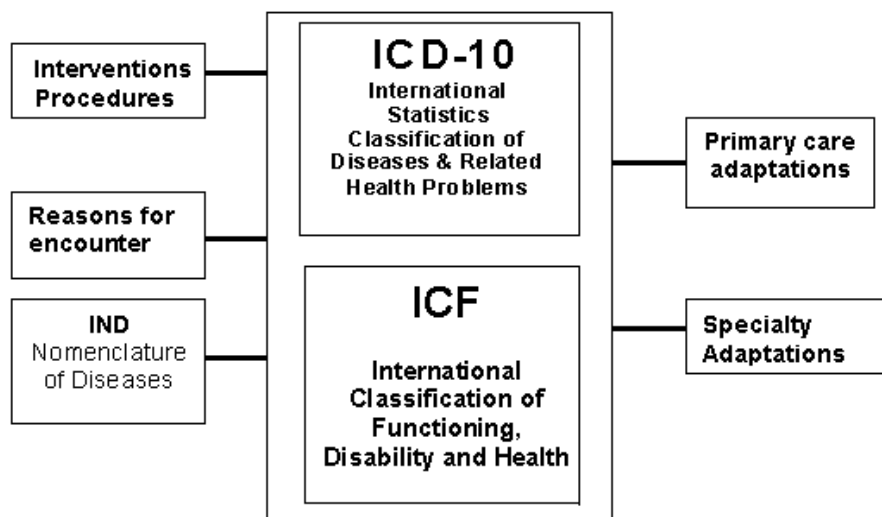 Interventions
Procedures
Reasons for
encounter
IND
Nomenclature
of Diseases
ICD-10
International
Statistics
Classification of
Diseases & Related
Health Problems
ICF
International
Classification of
Functioning,
Disability and Health
Primary care
adaptations
Specialty
Adaptations